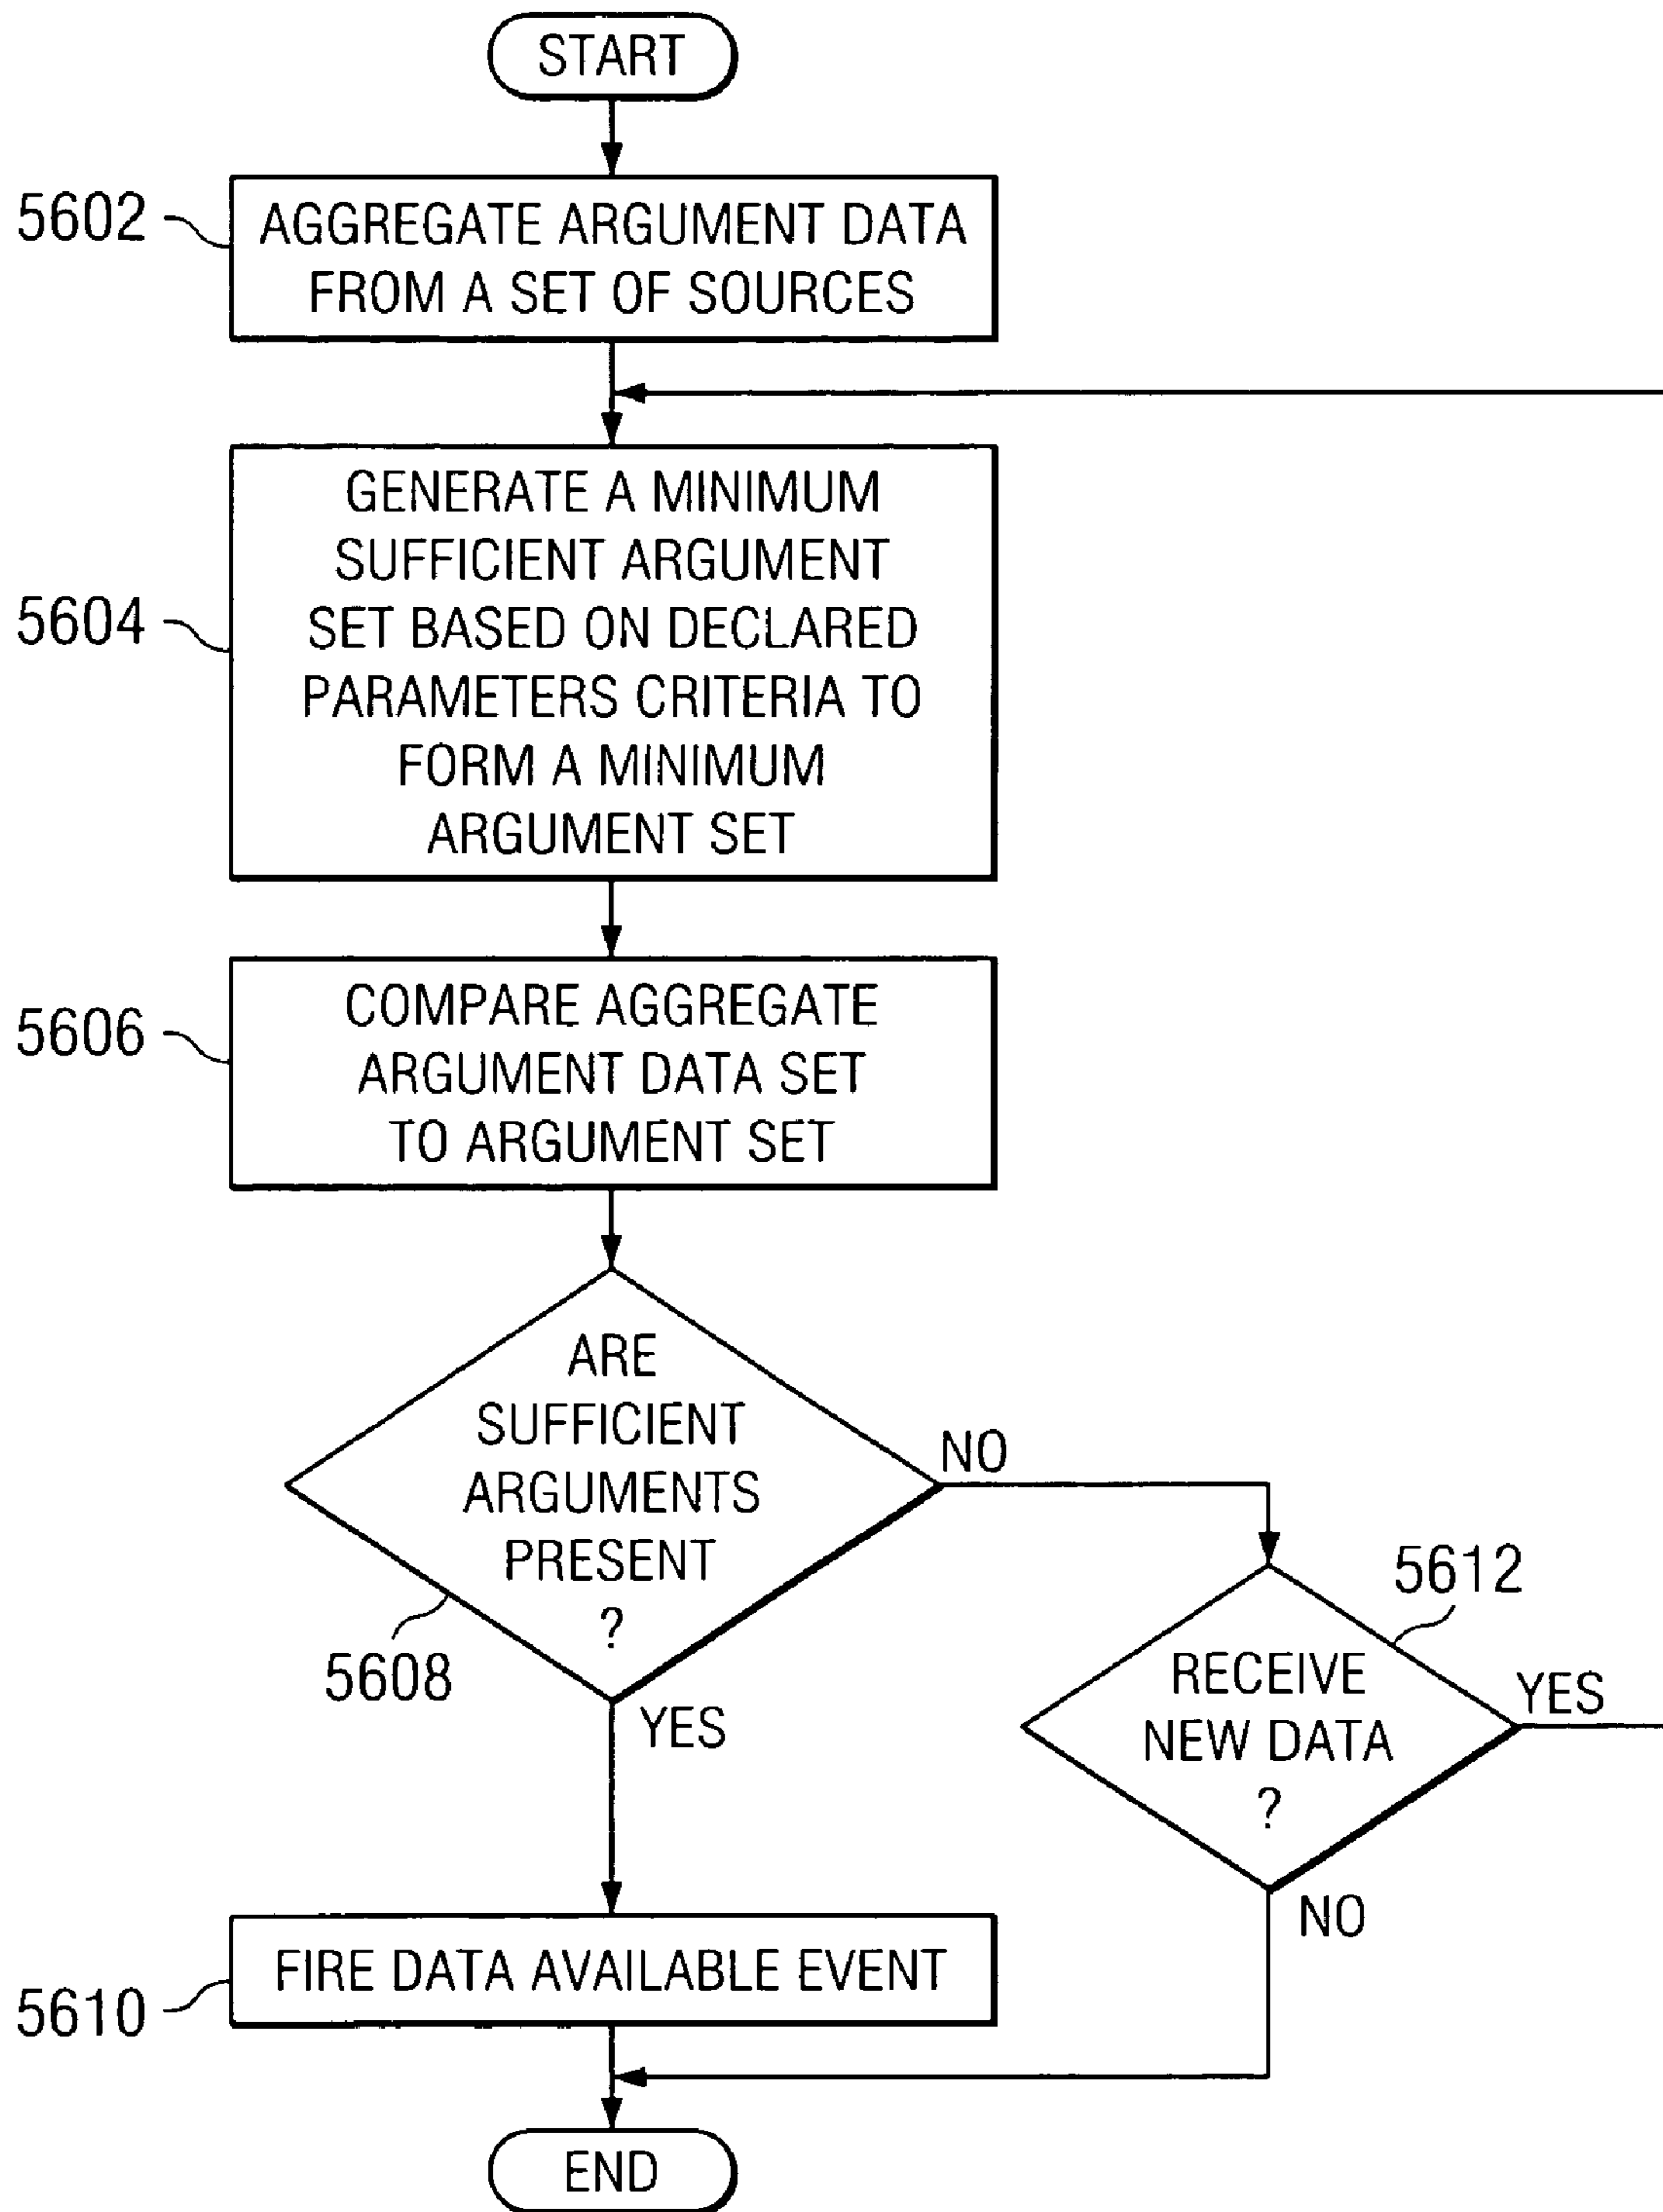 START
5602
AGGREGATE ARGUMENT DATA
FROM A SET OF SOURCES
5604
GENERATE A MINIMUM
SUFFICIENT ARGUMENT
SET BASED ON DECLARED
PARAMETERS CRITERIA TO
FORM A MINIMUM
ARGUMENT SET
5606
COMPARE AGGREGATE
ARGUMENT DATA SET
TO ARGUMENT SET
ARE
SUFFICIENT
ARGUMENTS
PRESENT
?
5608
NO
YES
5612
RECEIVE
NEW DATA
?
YES
NO
5610
FIRE DATA AVAILABLE EVENT
END